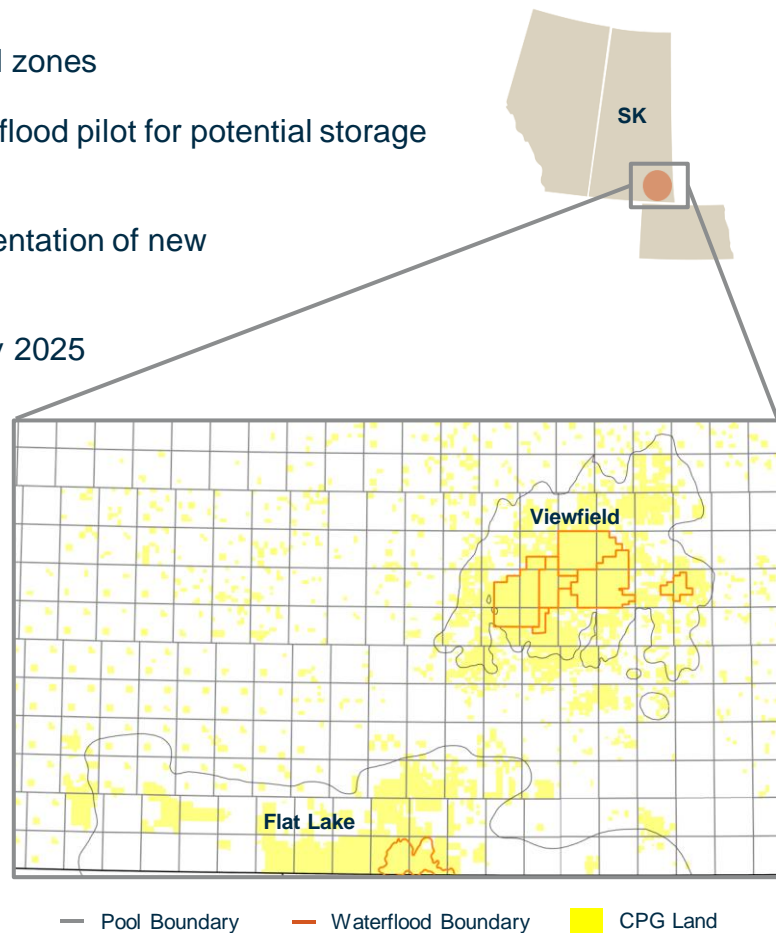 zones
flood pilot for potential storage
entation of new
2025
SK
Viewfield
Flat Lake
Pool Boundary
Waterflood Boundary
CPG Land